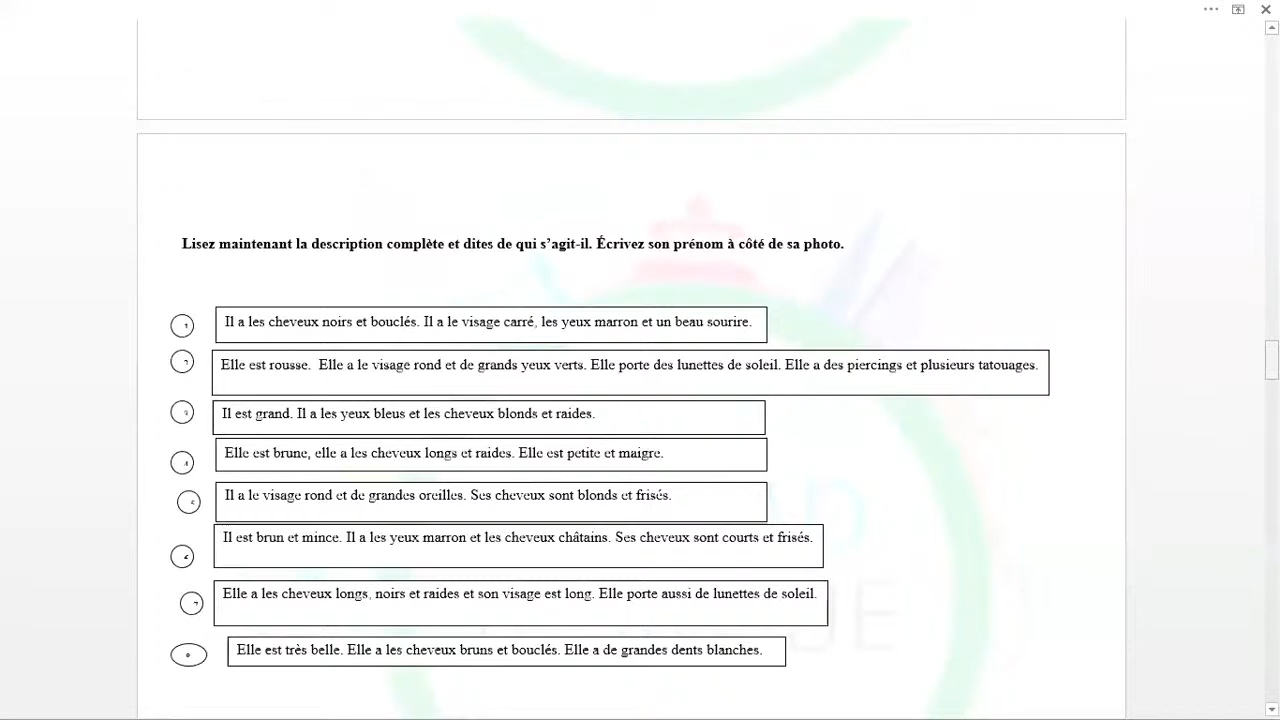 Lisez maintenant la description complète et dites de qui s’agit-il. Écrivez son prénom à côté de sa photo.
Il a les cheveux noirs et bouclés. Il a le visage carré, les yeux marron et un beau sourire.
Elle est rousse. Elle a le visage rond et de grands yeux verts. Elle porte des lunettes de soleil. Elle a des piercings et plusieurs tatouages.
Il est grand. Il a les yeux bleus et les cheveux blonds et raides.
Elle est brune, elle a les cheveux longs et raides. Elle est petite et maigre.
Il a le visage rond et de grandes oreilles. Ses cheveux sont blonds et frisés.
Il est brun et mince. Il a les yeux marron et les cheveux châtains. Ses cheveux sont courts et frisés.
Elle a les cheveux longs, noirs et raides et son visage est long. Elle porte aussi de lunettes de soleil.
Elle est très belle. Elle a les cheveux bruns et bouclés. Elle a de grandes dents blanches.